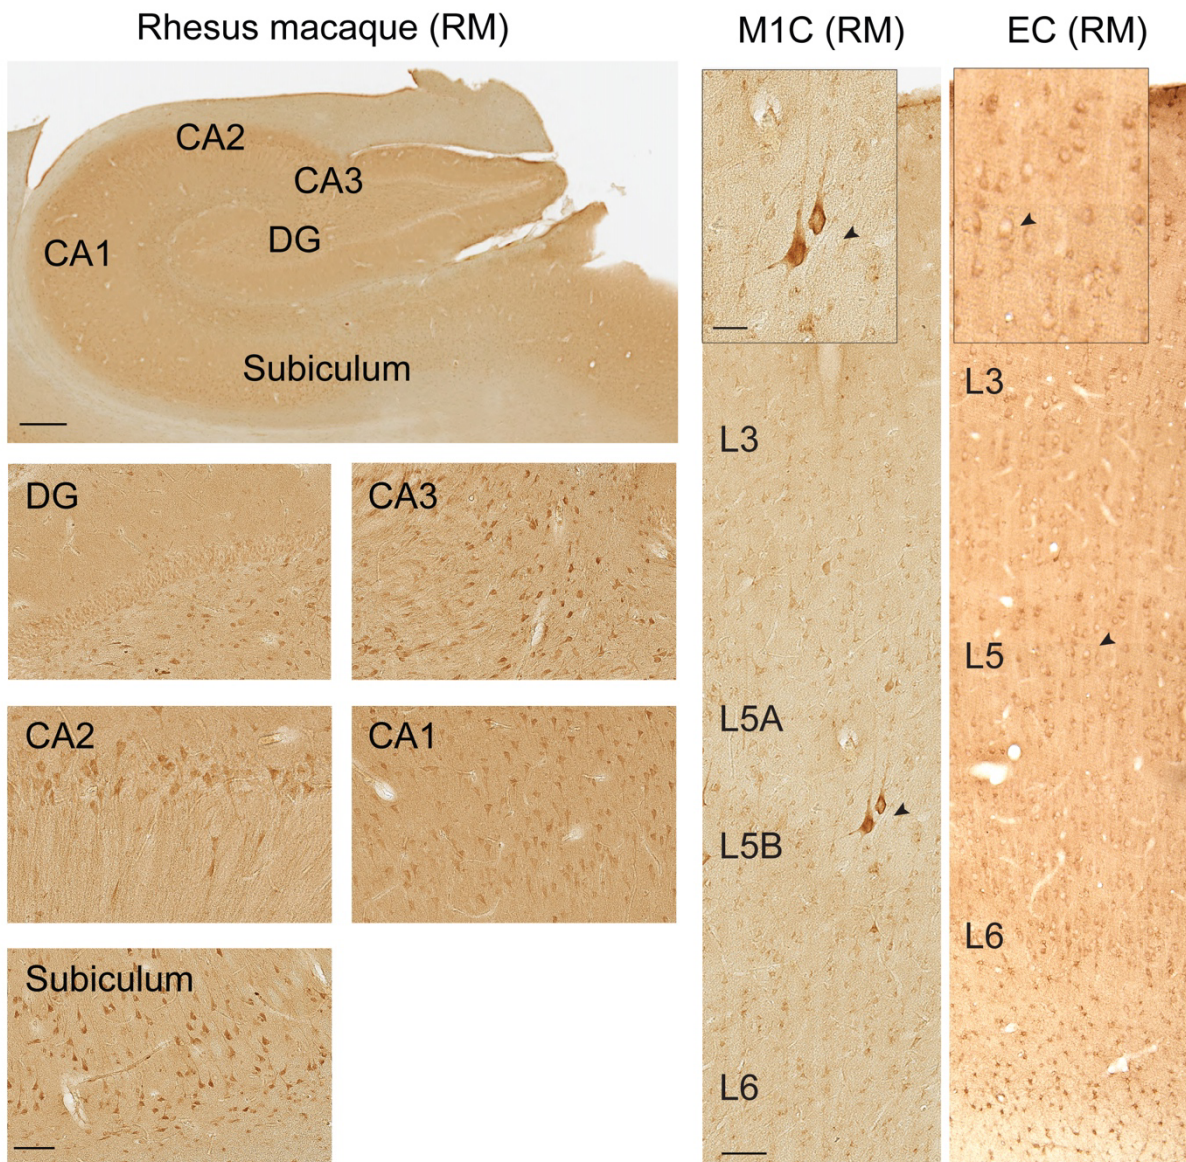 Rhesus macaque (RM)
M1C (RM)
EC (RM)
CA2
CA3
CA1
DG
Subiculum
DG
CA3
CA2
CA1
Subiculum
L3
L5A
L5B
L6
L3
L5
L6